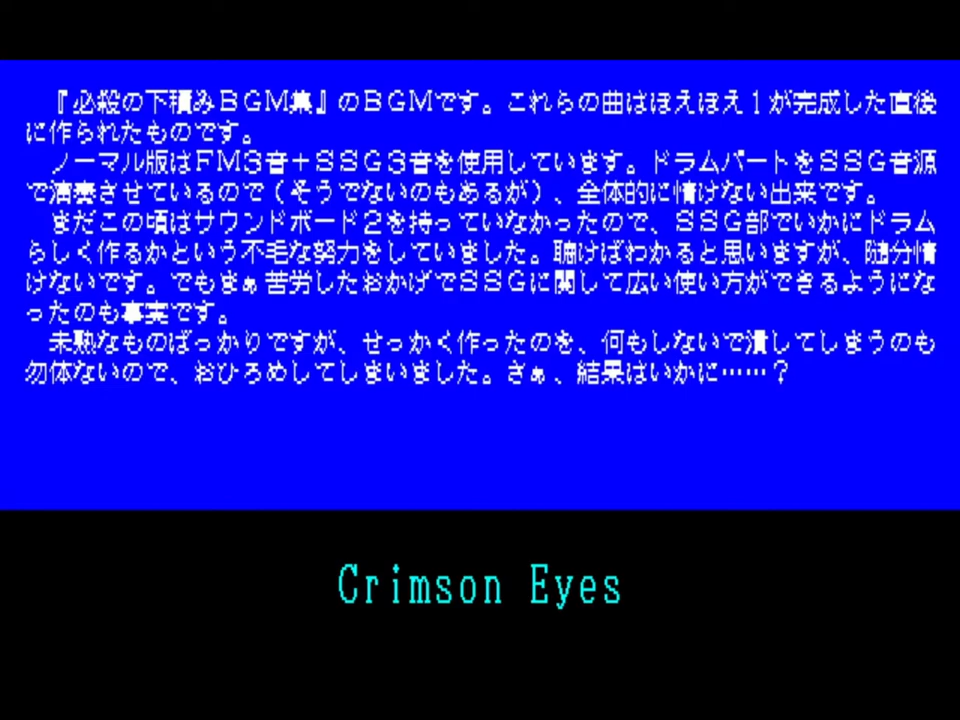 『必殺の下積みＢＧＭ集』のＢＧＭです。これらの曲はほえほえ１が完成した直後
に作られたものです。
ノーマル版はＦＭ３音＋ＳＳＧ３音を使用しています。ドラムパートをＳＳＧ音源
で演奏させているので（そうでないのもあるが）、全体的に情けない出来です。
まだこの頃はサウンドボード２を持っていなかったので、ＳＳＧ部でいかにドラム
らしく作るかという不毛な努力をしていました。聴けばわかると思いますが、随分情
けないです。でもまぁ苦労したおかげでＳＳＧに関して広い使い方ができるようにな
ったのも事実です。
未熟なものばっかりですが、せっかく作ったのを、何もしないで潰してしまうのも
勿体ないので、おひろめしてしまいました。さぁ、結果はいかに……？
Crimson Eyes